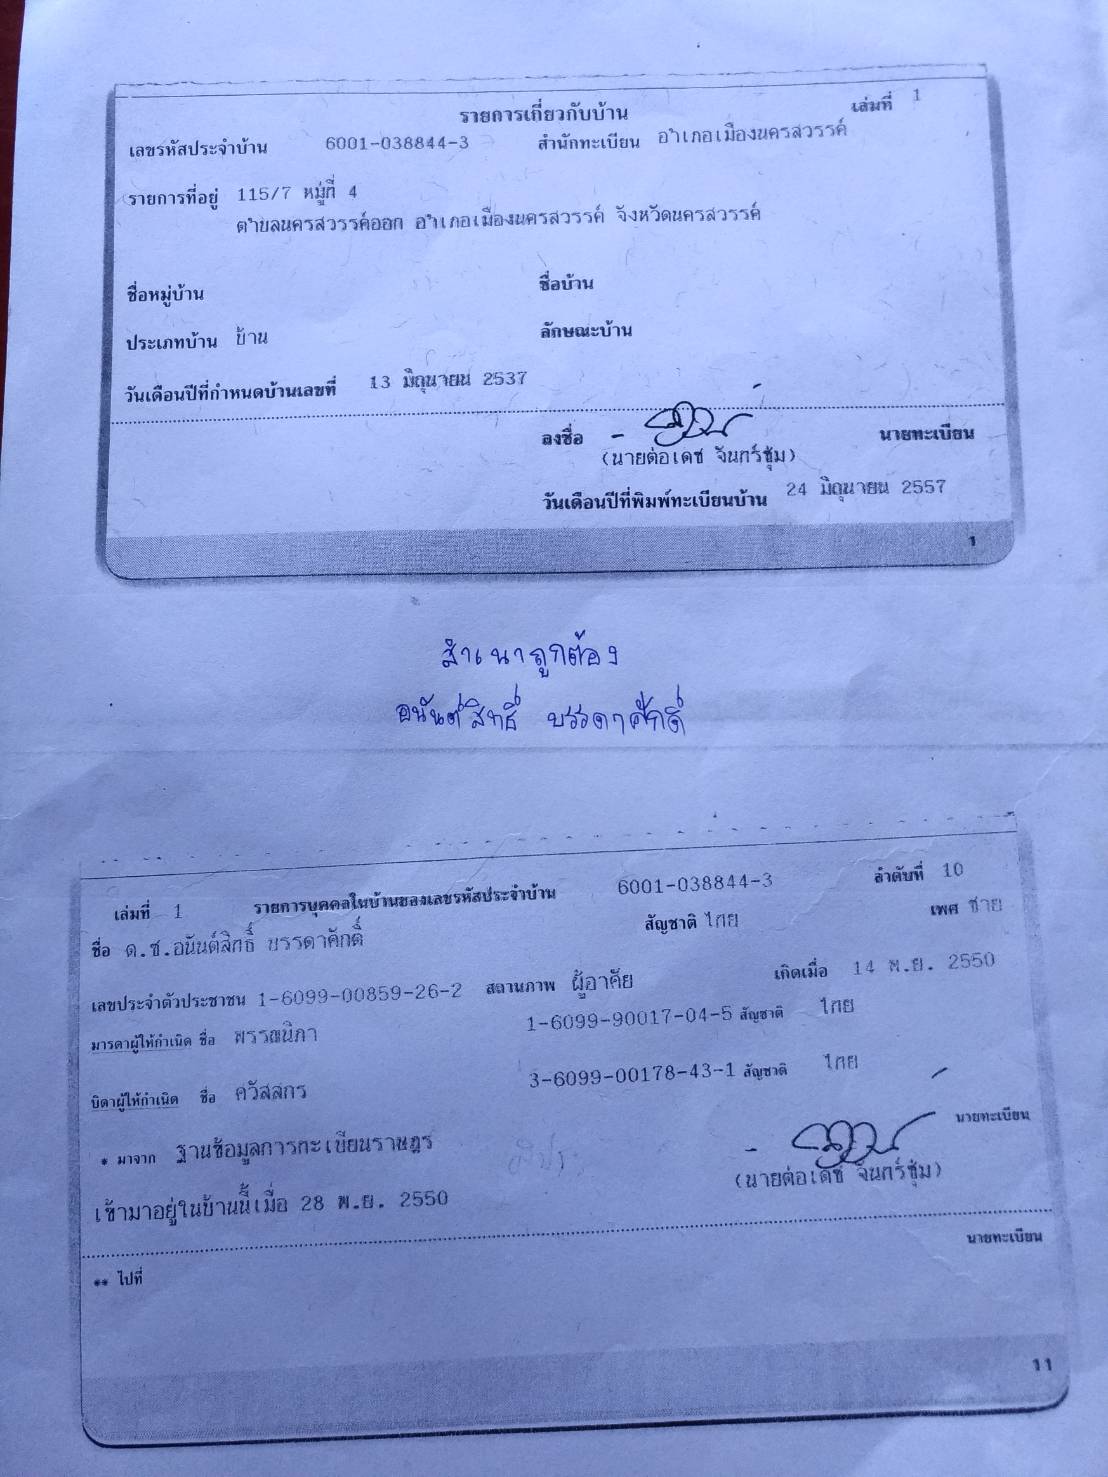 รายการเกี่ยวกับบ้าน เล่มที่ 1
เลขรหัสประจำบ้าน 6001-038844-3 สำนักทะเบียน อำเภอเมืองนครสวรรค์
รายการที่อยู่ 115/7 หมู่ที่ 4
ตำบลนครสวรรค์ออก อำเภอเมืองนครสวรรค์ จังหวัดนครสวรรค์
ชื่อหมู่บ้าน ชื่อบ้าน
ประเภทบ้าน บ้าน ลักษณะบ้าน
วันเดือนปีที่กำหนดบ้านเลขที่ 13 มิถุนายน 2537
ลงชื่อ นายทะเบียน
(นายต่อเดช จันทร์ชุ่ม)
วันเดือนปีที่พิมพ์ทะเบียนบ้าน 24 มิถุนายน 2557
1
สำเนาถูกต้อง
อนันต์สิทธิ์ บรรดาศักดิ์
เล่มที่ 1 รายการบุคคลในบ้านของเลขรหัสประจำบ้าน 6001-038844-3 ลำดับที่ 10
ชื่อ ด.ช.อนันต์สิทธิ์ บรรดาศักดิ์ สัญชาติ ไทย เพศ ชาย
เลขประจำตัวประชาชน 1-6099-00859-26-2 สถานภาพ ผู้อาศัย เกิดเมื่อ 14 พ.ย. 2550
มารดาผู้ให้กำเนิด ชื่อ พรรณนิภา 1-6099-90017-04-5 สัญชาติ ไทย
บิดาผู้ให้กำเนิด ชื่อ ศวัสสกร 3-6099-00178-43-1 สัญชาติ ไทย
* มาจาก ฐานข้อมูลการทะเบียนราษฎร นายทะเบียน
(นายต่อเดช จันทร์ชุ่ม)
เข้ามาอยู่ในบ้านนี้เมื่อ 28 พ.ย. 2550
นายทะเบียน
** ไปที่
11